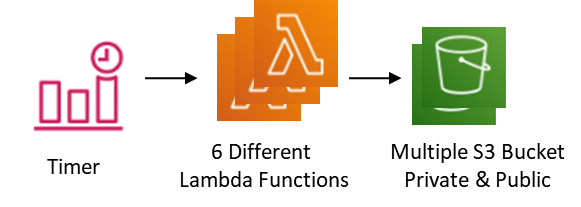 Timer
6 Different
Lambda Functions
Multiple S3 Bucket
Private & Public